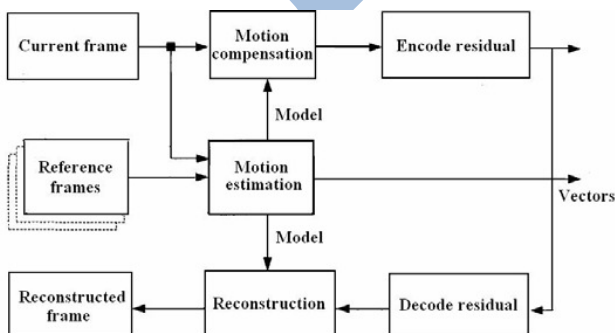 Current frame
Motion
compensation
Encode residual
Model
Reference
frames
Motion
estimation
Vectors
Model
Reconstructed
frame
Reconstruction
Decode residual